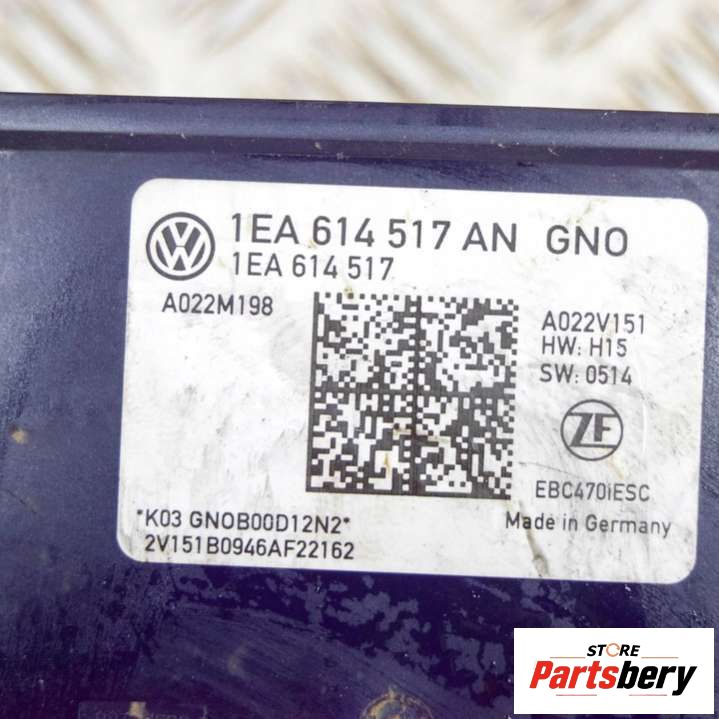 1EA 614 517 AN GNO
1EA 614 517
A022M198
A022V151
HW: H15
SW: 0514
ZF
EBC470iESC
*K03 GNOB00D12N2*
Made in Germany
2V151B0946AF22162
STORE
Partsbery